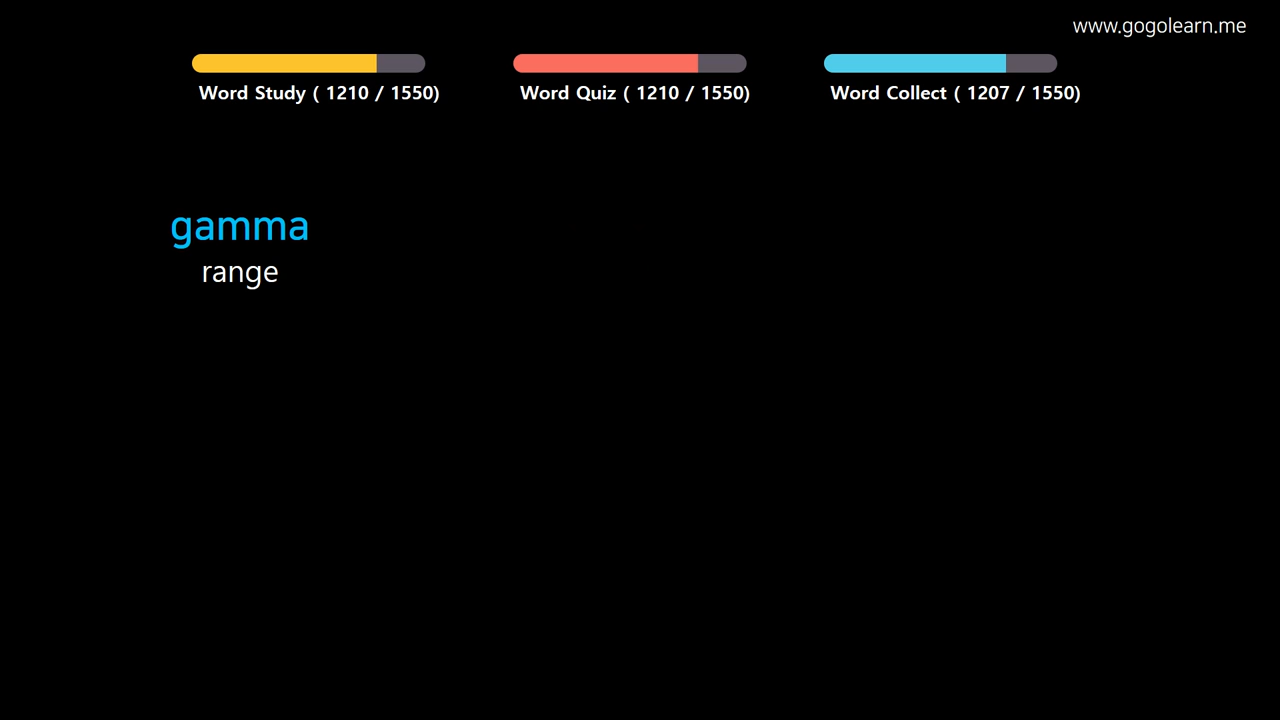 www.gogolearn.me
Word Study ( 1210 / 1550)
Word Quiz ( 1210 / 1550)
Word Collect ( 1207 / 1550)
gamma
range